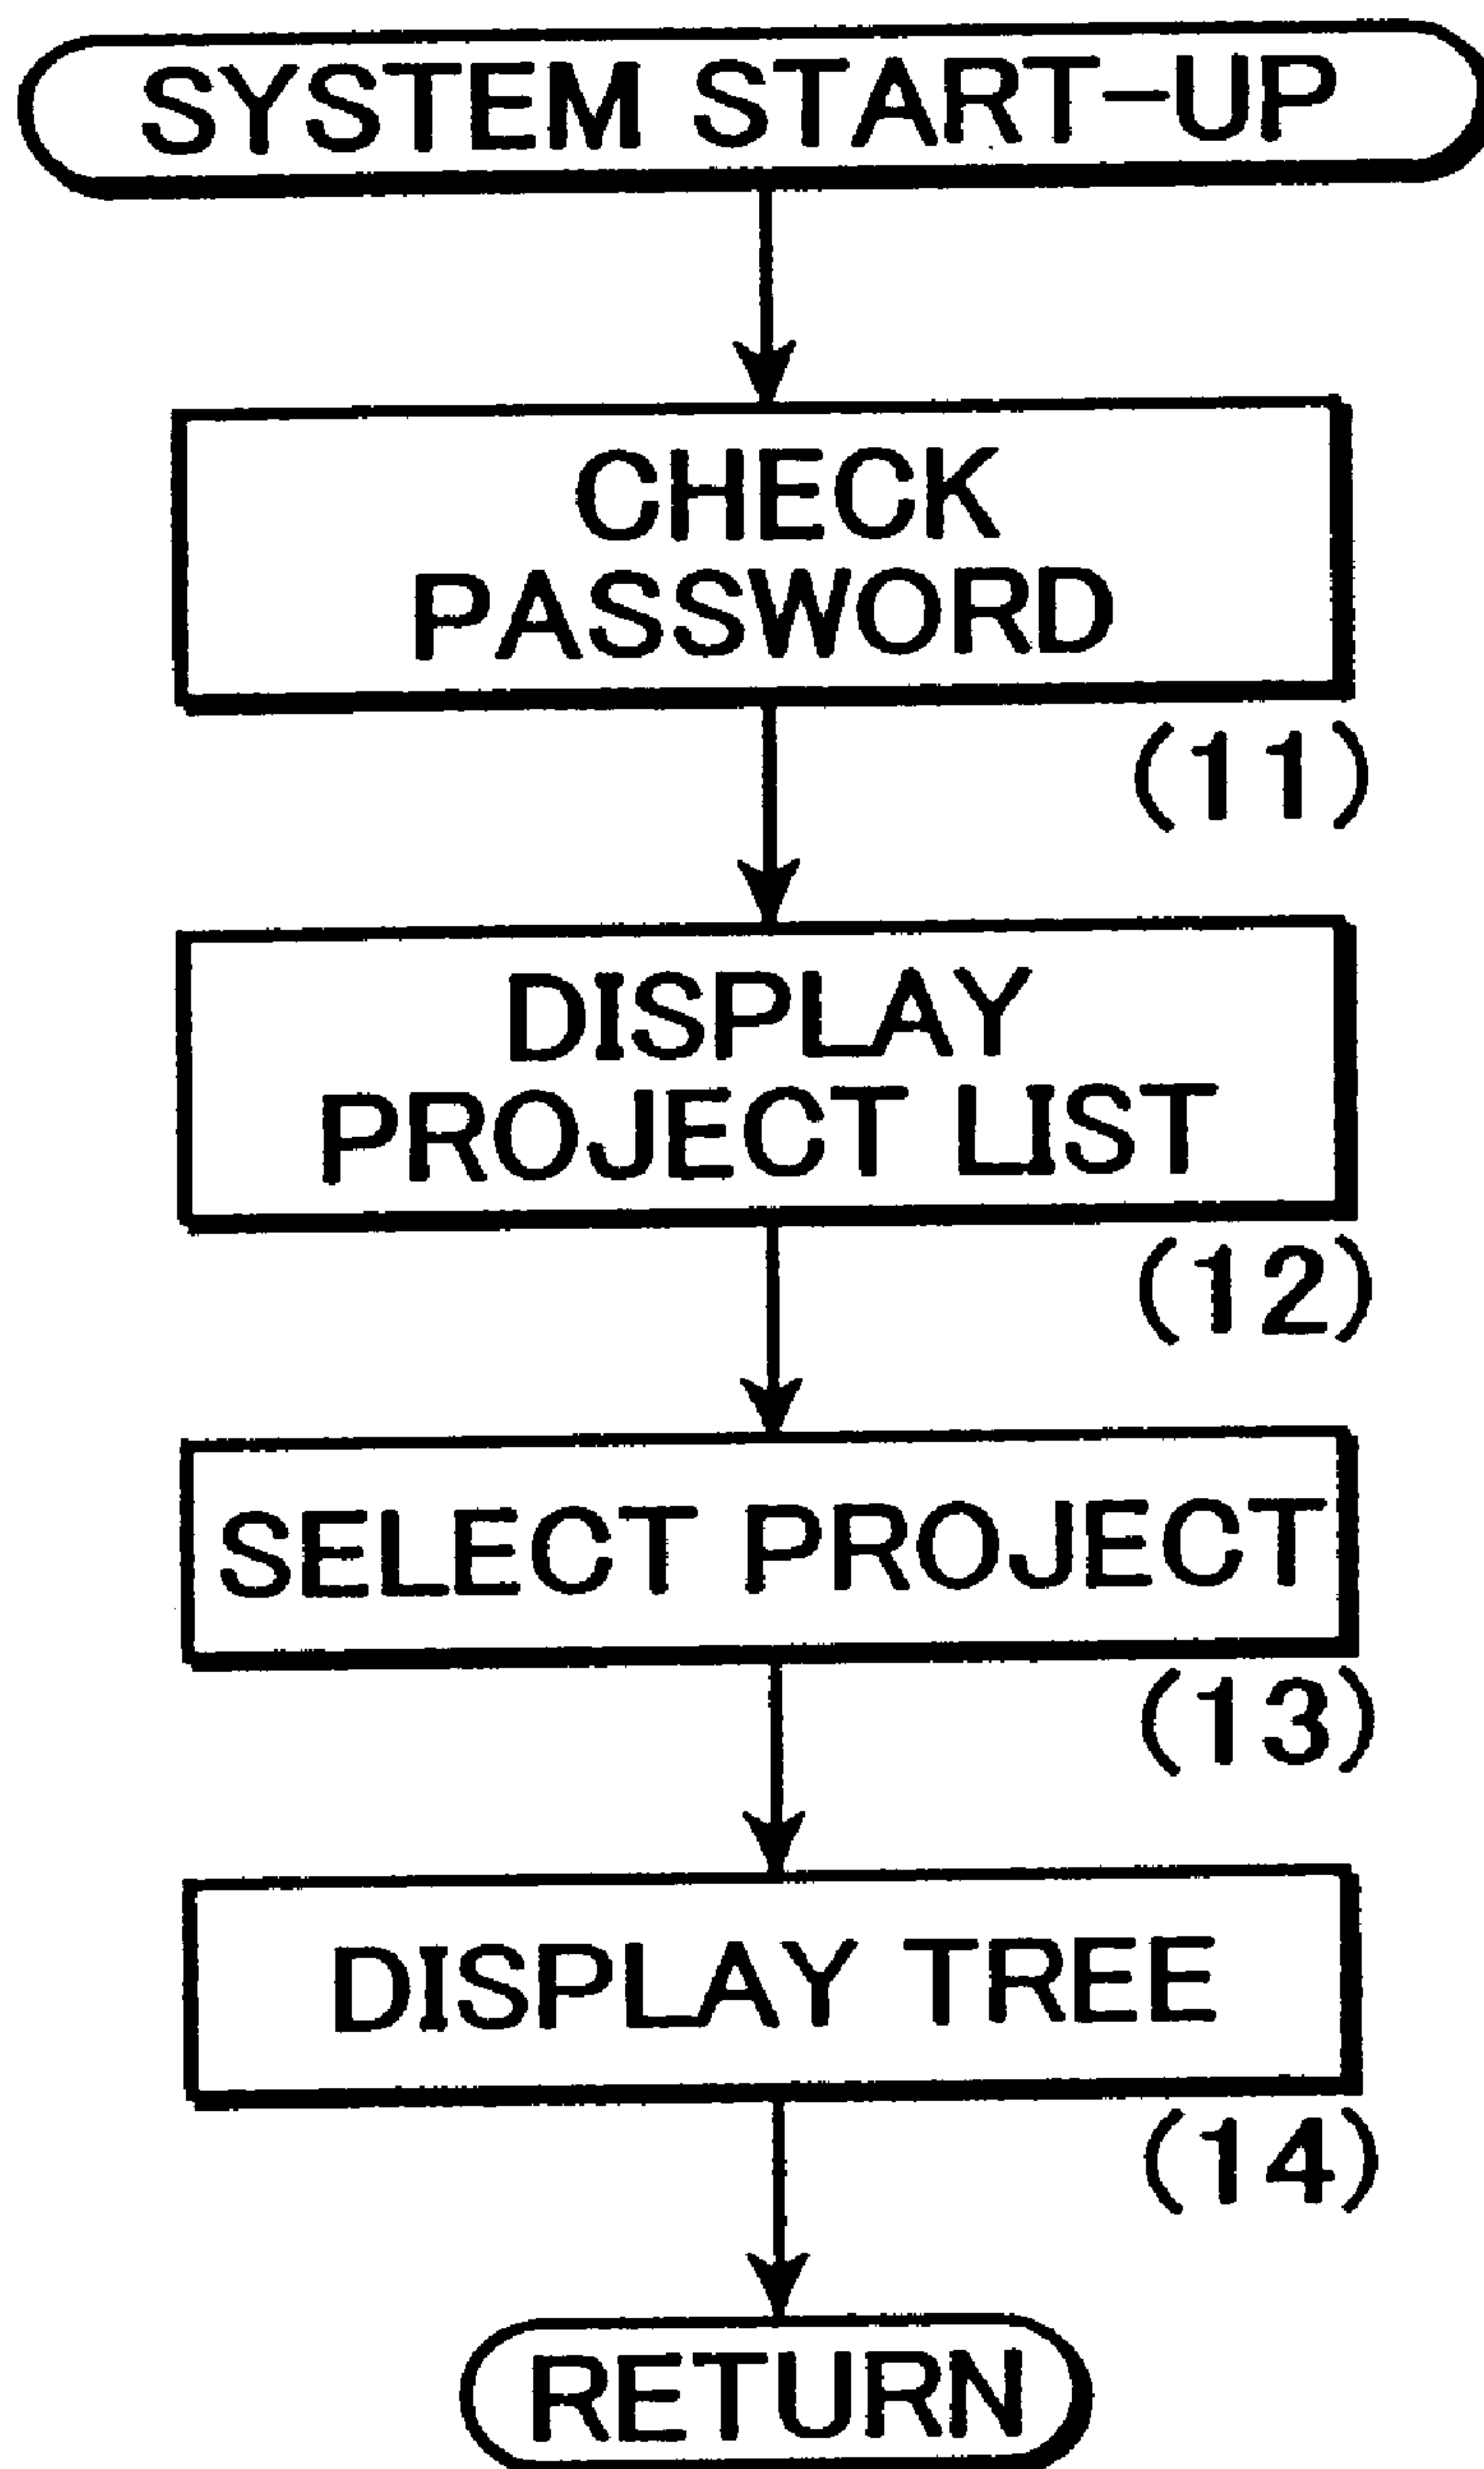 SYSTEM START-UP
CHECK
PASSWORD
(11)
DISPLAY
PROJECT LIST
(12)
SELECT PROJECT
(13)
DISPLAY TREE
(14)
RETURN